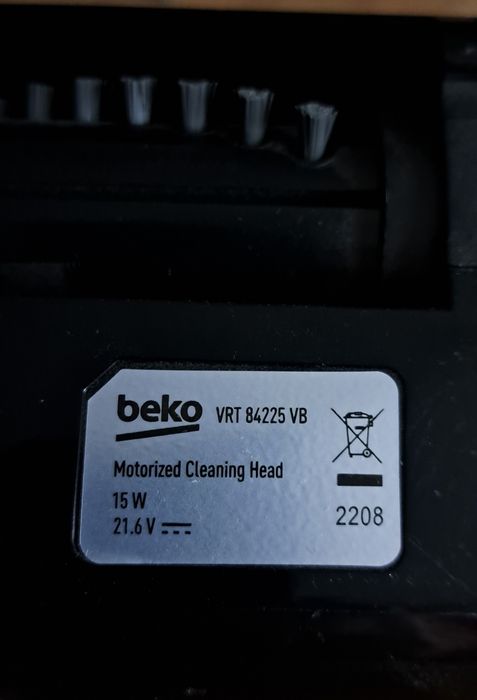 beko VRT 84225 VB
Motorized Cleaning Head
15 W
21.6 V
2208